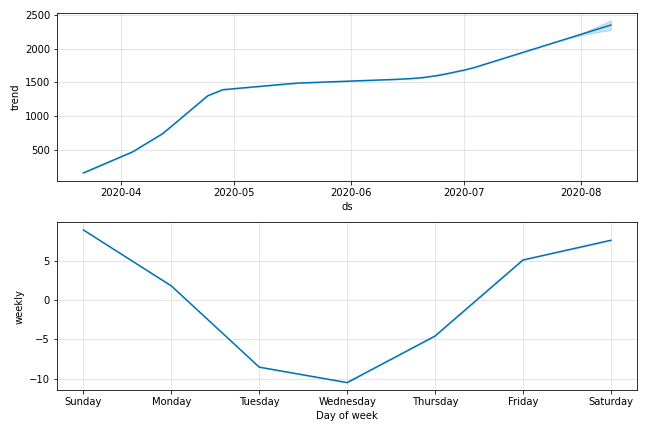 2500
2000
1500
1000
500
trend
2020-04 2020-05 2020-06 2020-07 2020-08
ds
5
0
−5
−10
weekly
Sunday Monday Tuesday Wednesday Thursday Friday Saturday
Day of week